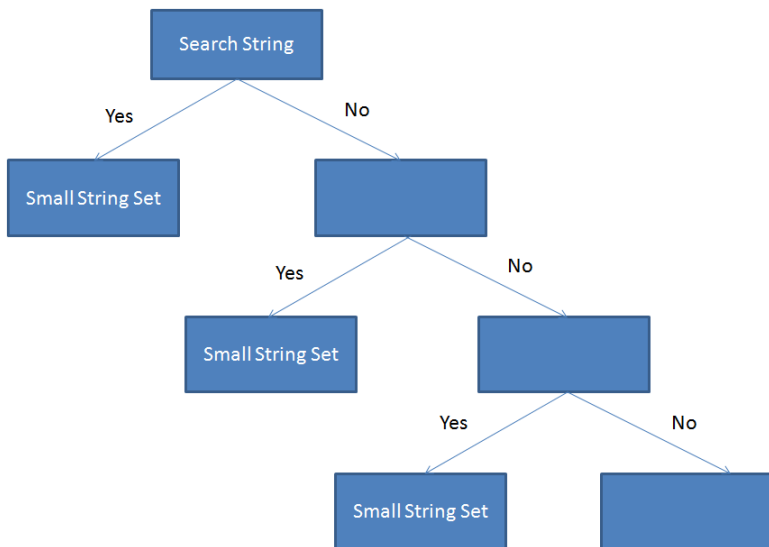 Search String
Yes
No
Small String Set
Yes
No
Small String Set
Yes
No
Small String Set